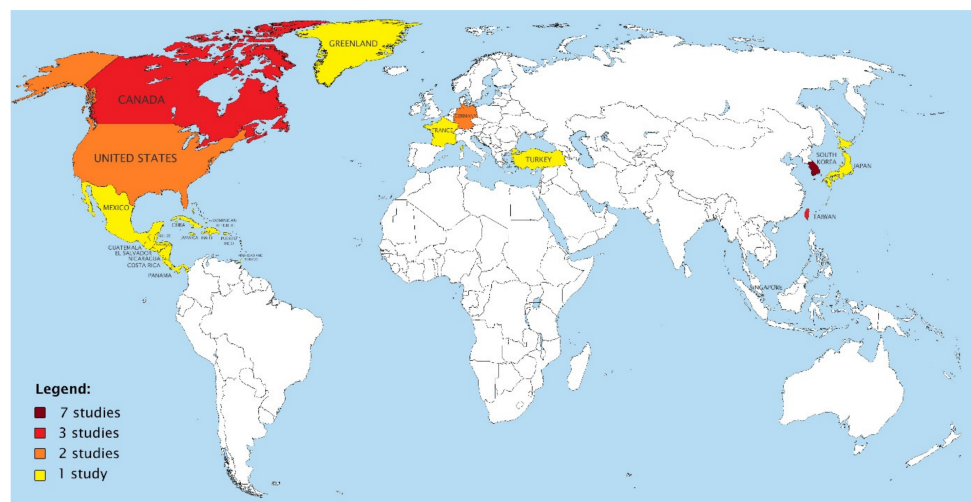 GREENLAND
CANADA
UNITED STATES
MEXICO
CUBA
DOMINICAN
JAMAICA
HAITI
PUERTO
RICO
GUATEMALA
EL SALVADOR
NICARAGUA
COSTA RICA
PANAMA
FRANCE
GERMANY
TURKEY
SOUTH
KOREA
JAPAN
TAIWAN
SINGAPORE
Legend:
7 studies
3 studies
2 studies
1 study